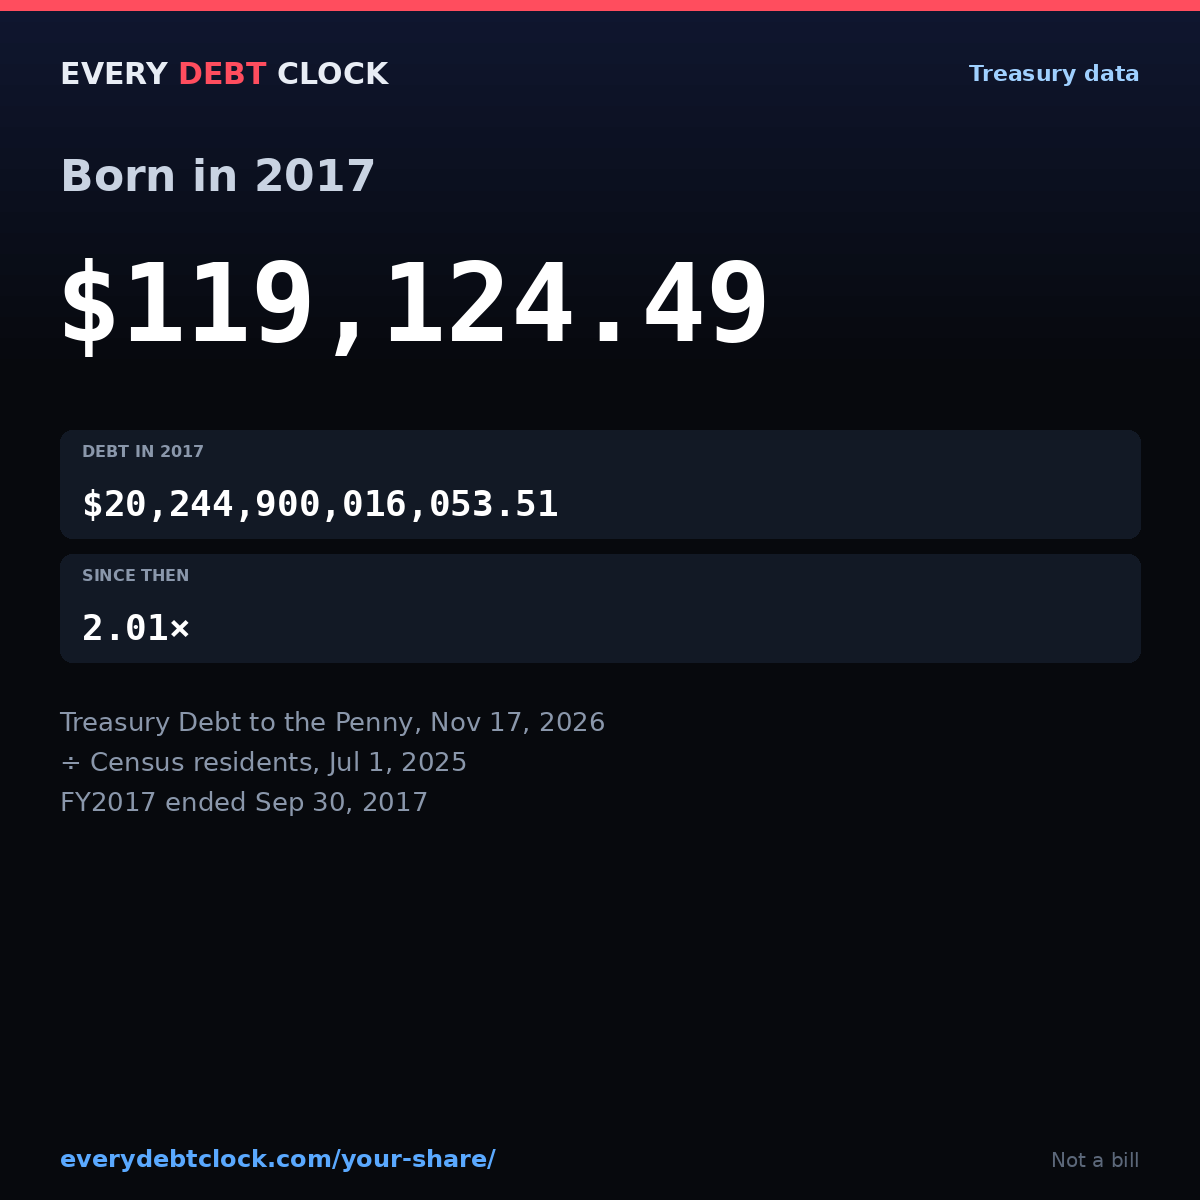 EVERY DEBT CLOCK
Treasury data
Born in 2017
$119,124.49
DEBT IN 2017
$20,244,900,016,053.51
SINCE THEN
2.01×
Treasury Debt to the Penny, Nov 17, 2026
÷ Census residents, Jul 1, 2025
FY2017 ended Sep 30, 2017
everydebtclock.com/your-share/
Not a bill